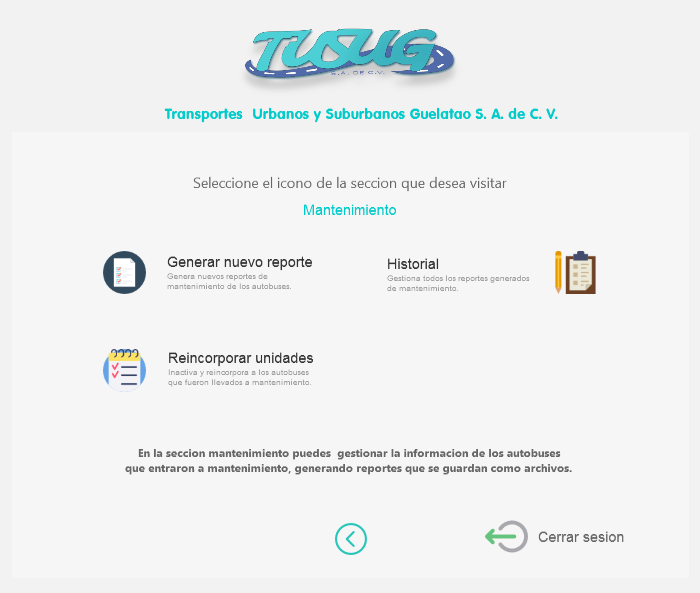 TUSUG
S.A. DE C.V.
Transportes Urbanos y Suburbanos Guelatao S. A. de C. V.
Seleccione el icono de la seccion que desea visitar
Mantenimiento
Generar nuevo reporte
Genera nuevos reportes de
mantenimiento de los autobuses.
Historial
Gestiona todos los reportes generados
de mantenimiento.
Reincorporar unidades
Inactiva y reincorpora a los autobuses
que fueron llevados a mantenimiento.
En la seccion mantenimiento puedes gestionar la informacion de los autobuses
que entraron a mantenimiento, generando reportes que se guardan como archivos.
Cerrar sesion